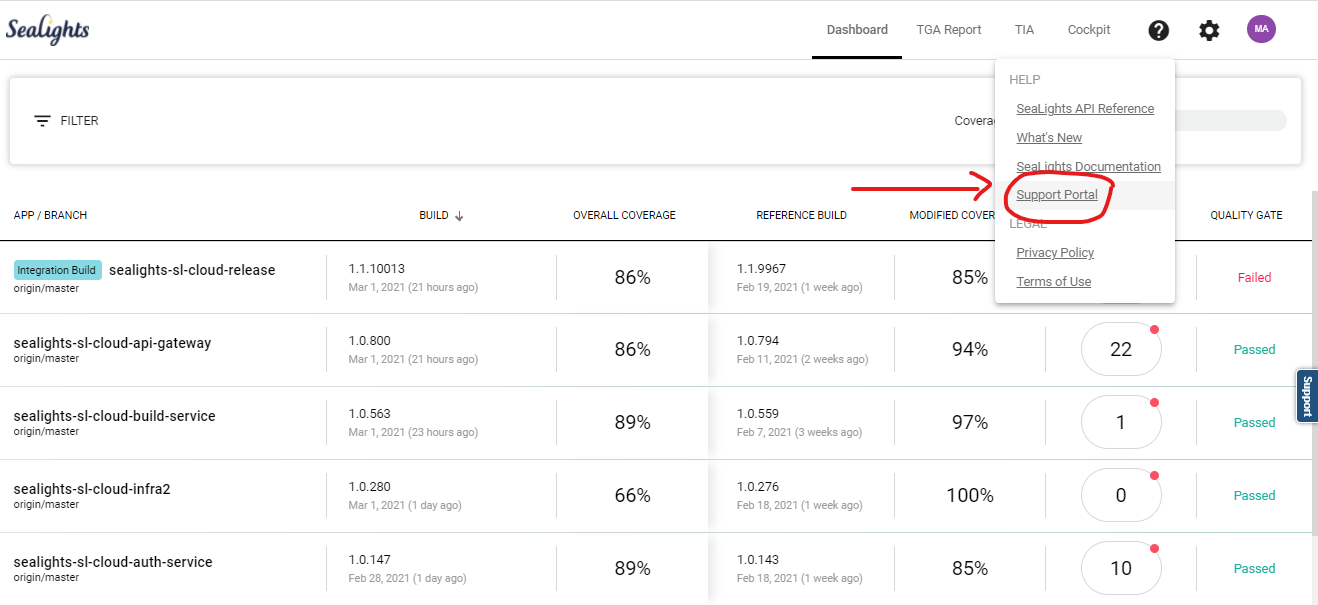 SeaLights
Dashboard
TGA Report
TIA
Cockpit
?
MA
HELP
SeaLights API Reference
What's New
SeaLights Documentation
Support Portal
LEGAL
Privacy Policy
Terms of Use
FILTER
APP / BRANCH
BUILD
OVERALL COVERAGE
REFERENCE BUILD
MODIFIED COVER
QUALITY GATE
Integration Build sealights-sl-cloud-release
origin/master
1.1.10013
Mar 1, 2021 (21 hours ago)
86%
1.1.9967
Feb 19, 2021 (1 week ago)
85%
Failed
sealights-sl-cloud-api-gateway
origin/master
1.0.800
Mar 1, 2021 (21 hours ago)
86%
1.0.794
Feb 11, 2021 (2 weeks ago)
94%
22
Passed
sealights-sl-cloud-build-service
origin/master
1.0.563
Mar 1, 2021 (23 hours ago)
89%
1.0.559
Feb 7, 2021 (3 weeks ago)
97%
1
Passed
Support
sealights-sl-cloud-infra2
origin/master
1.0.280
Mar 1, 2021 (1 day ago)
66%
1.0.276
Feb 18, 2021 (1 week ago)
100%
0
Passed
sealights-sl-cloud-auth-service
origin/master
1.0.147
Feb 28, 2021 (1 day ago)
89%
1.0.143
Feb 18, 2021 (1 week ago)
85%
10
Passed